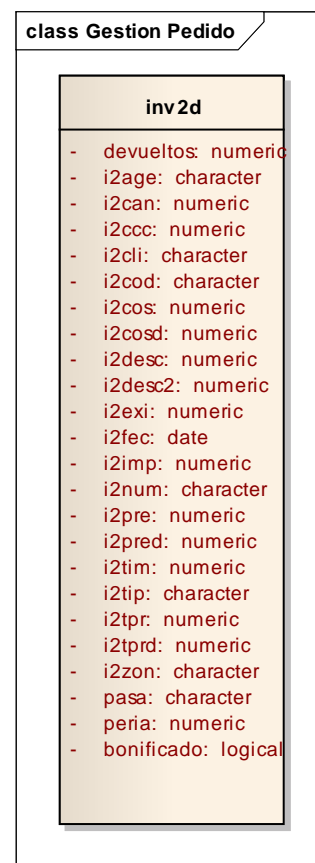 class Gestion Pedido
inv2d
- devueltos: numeric
- i2age: character
- i2can: numeric
- i2ccc: numeric
- i2cli: character
- i2cod: character
- i2cos: numeric
- i2cosd: numeric
- i2desc: numeric
- i2desc2: numeric
- i2exi: numeric
- i2fec: date
- i2imp: numeric
- i2num: character
- i2pre: numeric
- i2pred: numeric
- i2tim: numeric
- i2tip: character
- i2tpr: numeric
- i2tprd: numeric
- i2zon: character
- pasa: character
- peria: numeric
- bonificado: logical